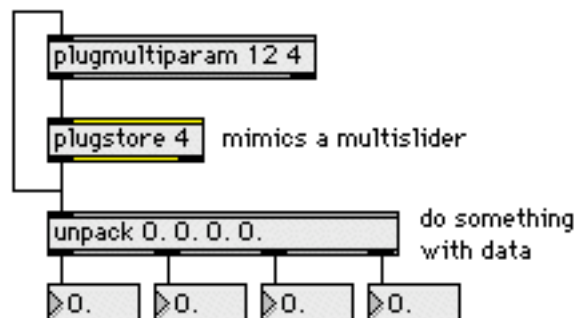 plugmultiparam 12 4
plugstore 4 mimics a multislider
do something
unpack 0. 0. 0. 0.
with data
0. 0. 0. 0.